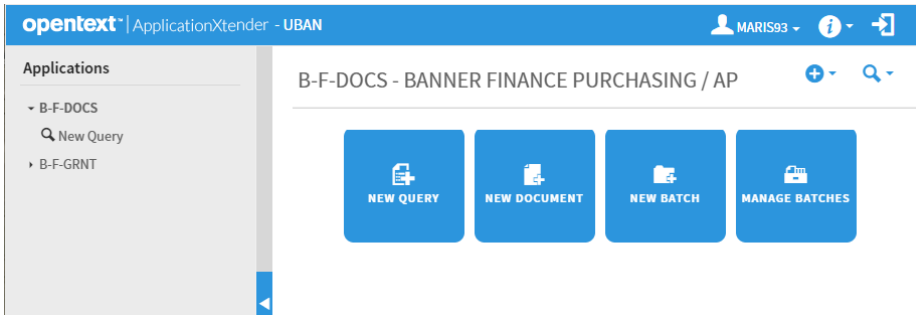 opentext™ | ApplicationXtender - UBAN
MARIS93
Applications
B-F-DOCS
New Query
B-F-GRNT
B-F-DOCS - BANNER FINANCE PURCHASING / AP
NEW QUERY
NEW DOCUMENT
NEW BATCH
MANAGE BATCHES